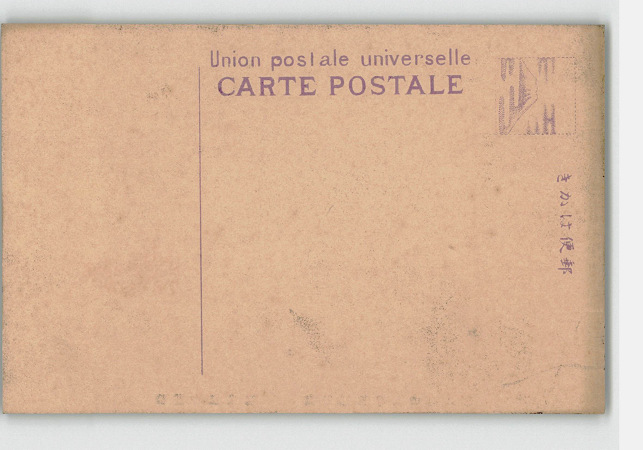 Union postale universelle
CARTE POSTALE
きかは便郵